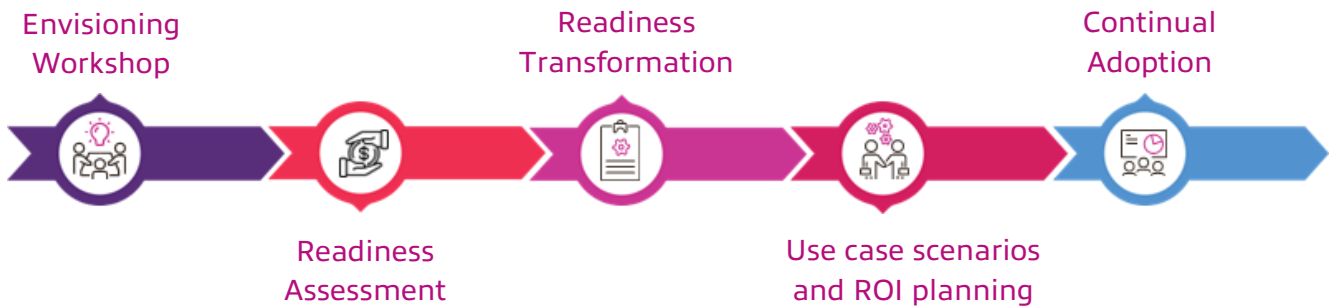 Envisioning
Workshop
Readiness
Assessment
Readiness
Transformation
Use case scenarios
and ROI planning
Continual
Adoption